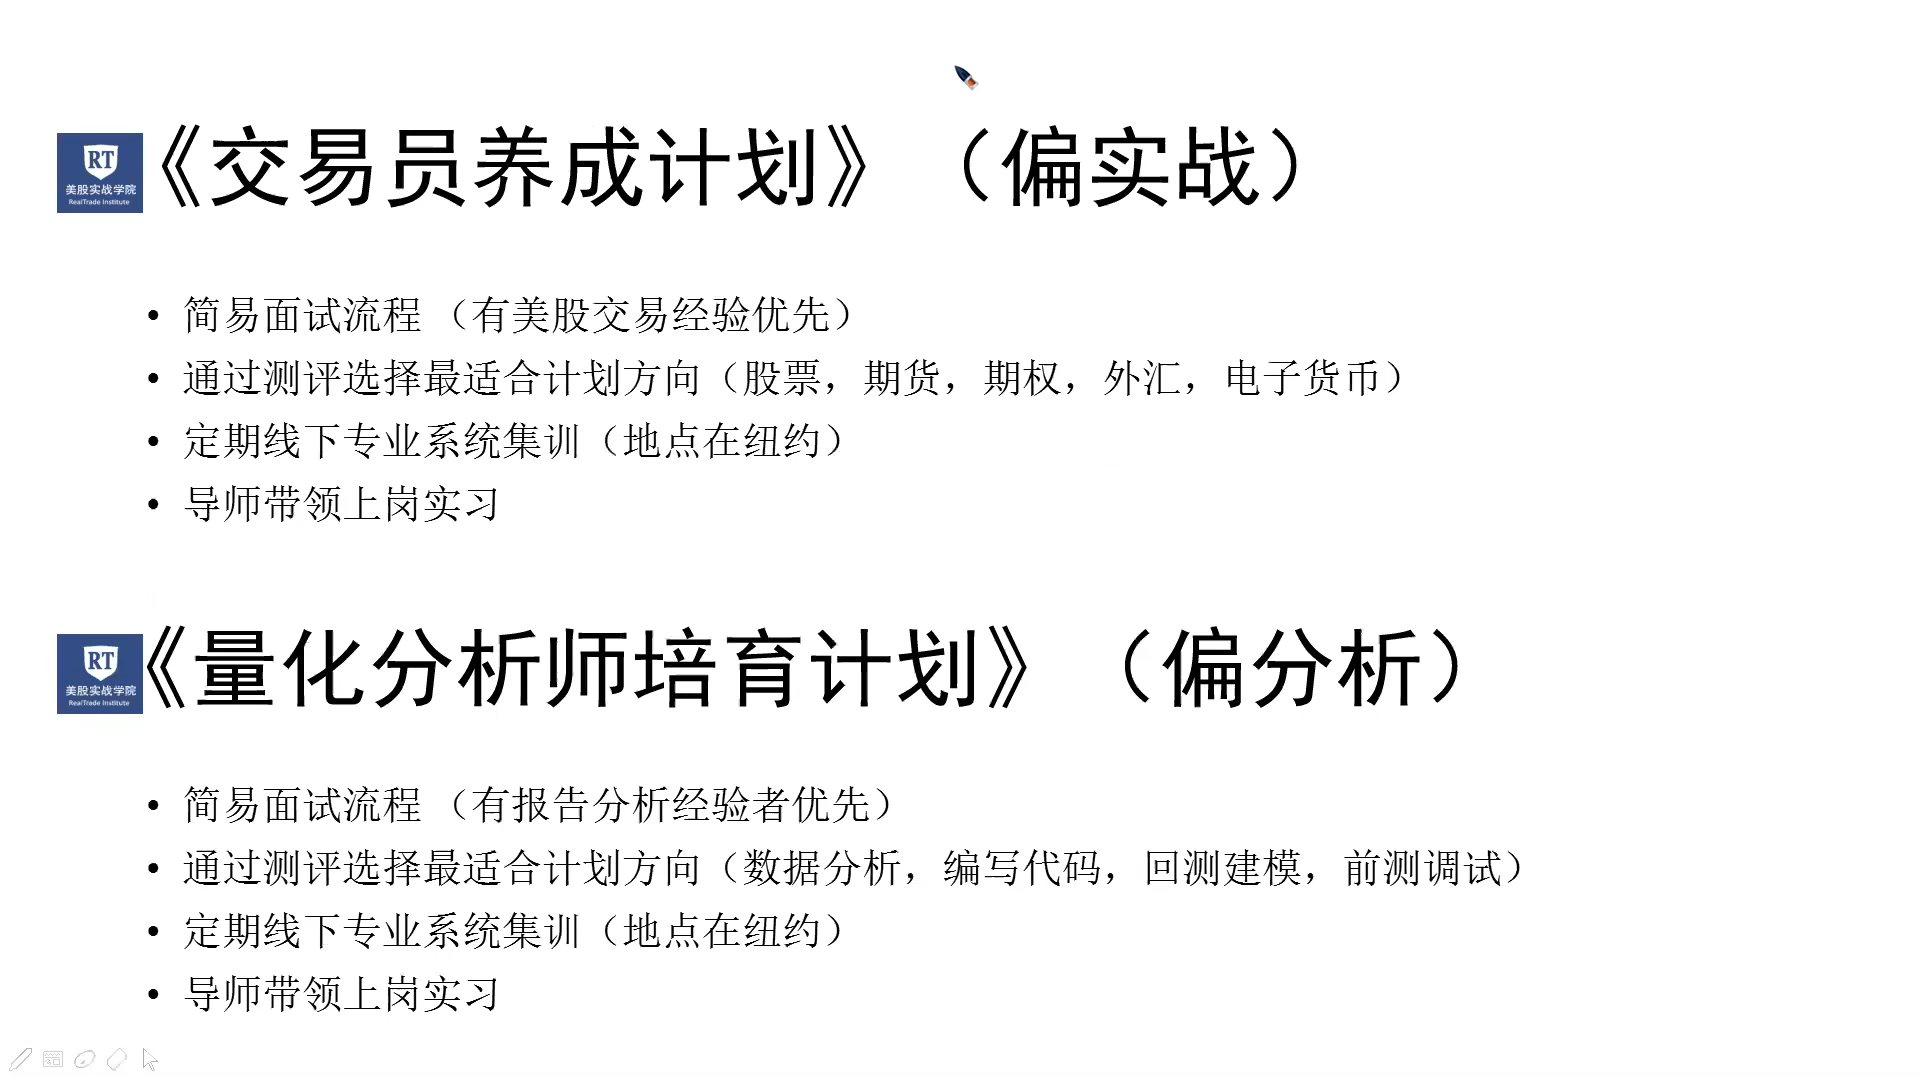 RT
美股实战学院
RealTrade Institute
《交易员养成计划》（偏实战）
• 简易面试流程（有美股交易经验优先）
• 通过测评选择最适合计划方向（股票，期货，期权，外汇，电子货币）
• 定期线下专业系统集训（地点在纽约）
• 导师带领上岗实习
RT
美股实战学院
RealTrade Institute
《量化分析师培育计划》（偏分析）
• 简易面试流程（有报告分析经验者优先）
• 通过测评选择最适合计划方向（数据分析，编写代码，回测建模，前测调试）
• 定期线下专业系统集训（地点在纽约）
• 导师带领上岗实习